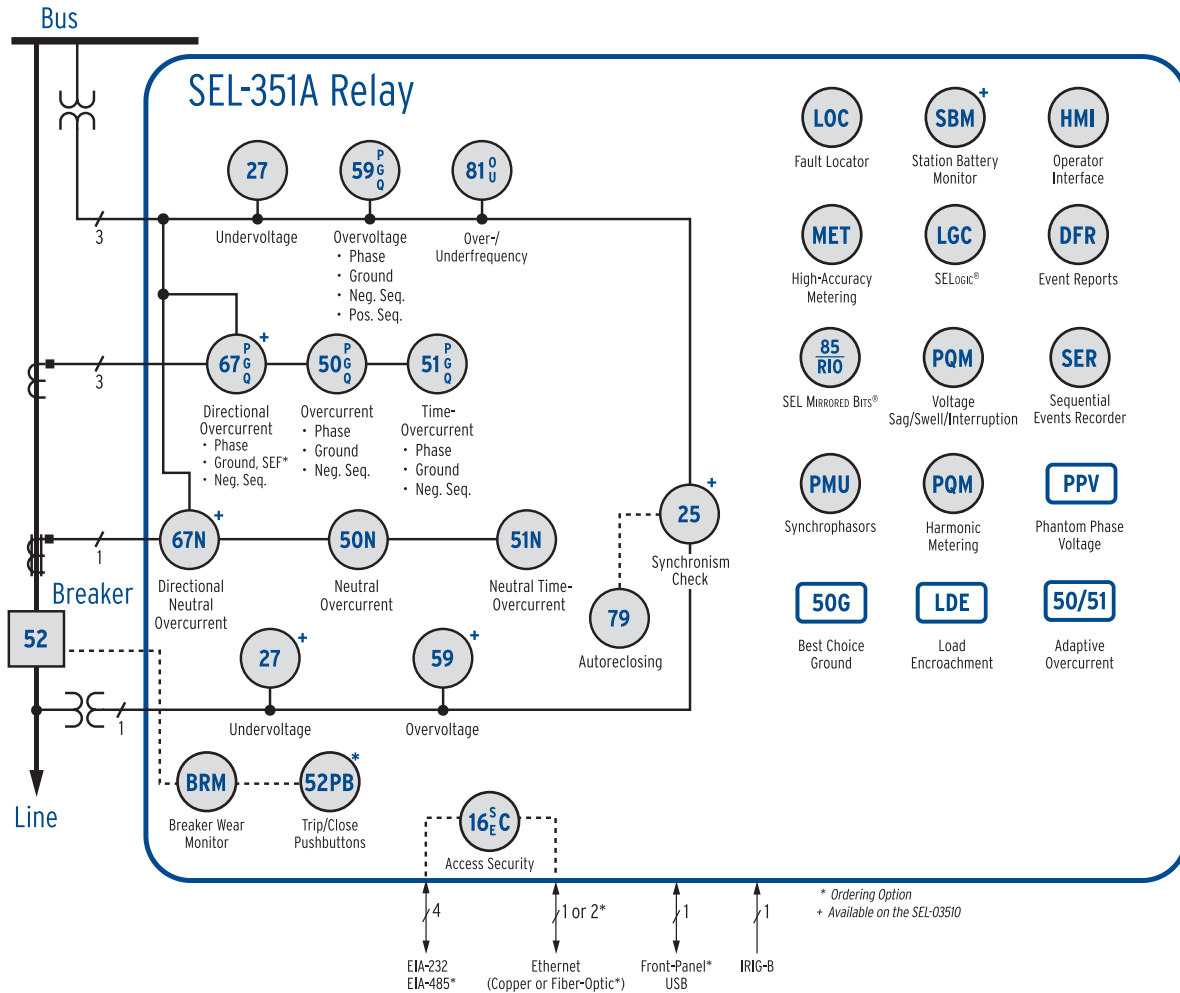 Bus
SEL-351A Relay
27
Undervoltage
59 P G Q
Overvoltage
· Phase
· Ground
· Neg. Seq.
· Pos. Seq.
81 O U
Over-/
Underfrequency
3
3
67 P G Q +
Directional
Overcurrent
· Phase
· Ground, SEF*
· Neg. Seq.
50 P G Q
Overcurrent
· Phase
· Ground
· Neg. Seq.
51 P G Q
Time-
Overcurrent
· Phase
· Ground
· Neg. Seq.
1
67N +
Directional
Neutral
Overcurrent
50N
Neutral
Overcurrent
51N
Neutral Time-
Overcurrent
25 +
Synchronism
Check
79
Autoreclosing
Breaker
52
1
27 +
Undervoltage
59 +
Overvoltage
Line
BRM
Breaker Wear
Monitor
52PB *
Trip/Close
Pushbuttons
16 S E C
Access Security
LOC
Fault Locator
SBM +
Station Battery
Monitor
HMI
Operator
Interface
MET
High-Accuracy
Metering
LGC
SELOGIC®
DFR
Event Reports
85
RIO
SEL MIRRORED BITS®
PQM
Voltage
Sag/Swell/Interruption
SER
Sequential
Events Recorder
PMU
Synchrophasors
PQM
Harmonic
Metering
PPV
Phantom Phase
Voltage
50G
Best Choice
Ground
LDE
Load
Encroachment
50/51
Adaptive
Overcurrent
* Ordering Option
+ Available on the SEL-03510
4
EIA-232
EIA-485*
1 or 2*
Ethernet
(Copper or Fiber-Optic*)
1
Front-Panel*
USB
1
IRIG-B